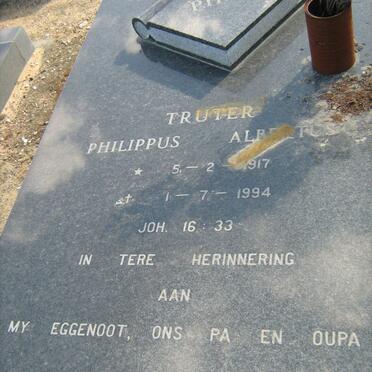 TRUTER
PHILIPPUS ALBERTUS
* 5 - 2 - 1917
1 - 7 - 1994
JOH. 16 : 33
IN TERE HERINNERING
AAN
MY EGGENOOT, ONS PA EN OUPA